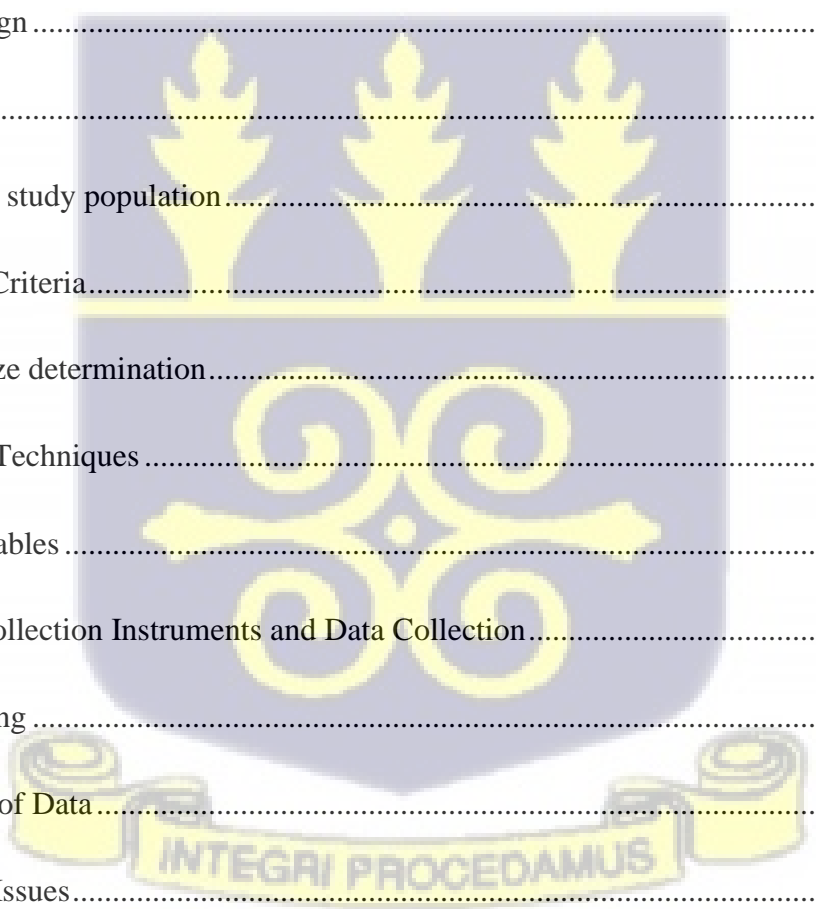 gn ........................................................................................................
........................................................................................................
study population ........................................................................................................
Criteria ........................................................................................................
ze determination ........................................................................................................
Techniques ........................................................................................................
ables ........................................................................................................
ollection Instruments and Data Collection ........................................................................................................
ng ........................................................................................................
of Data ........................................................................................................
INTEGRI PROCEDAMUS
Issues ........................................................................................................